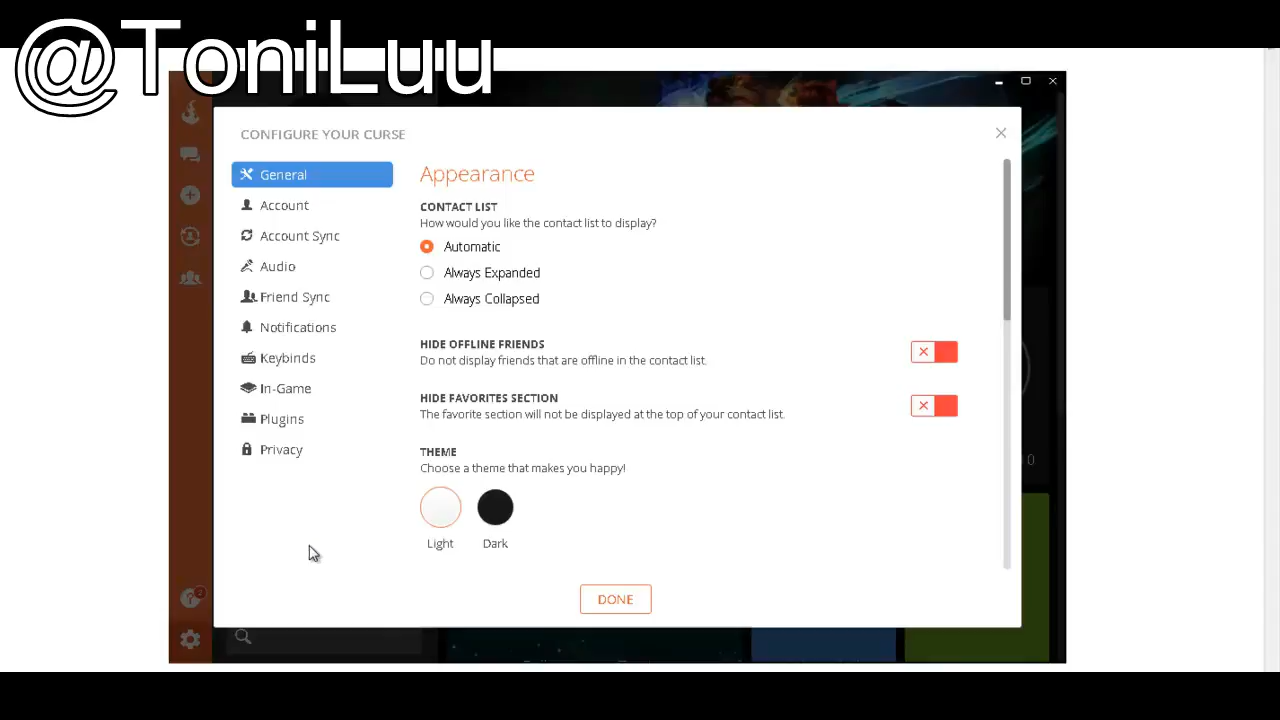 @ToniLuu
CONFIGURE YOUR CURSE
General
Account
Account Sync
Audio
Friend Sync
Notifications
Keybinds
In-Game
Plugins
Privacy
Appearance
CONTACT LIST
How would you like the contact list to display?
Automatic
Always Expanded
Always Collapsed
HIDE OFFLINE FRIENDS
Do not display friends that are offline in the contact list.
HIDE FAVORITES SECTION
The favorite section will not be displayed at the top of your contact list.
THEME
Choose a theme that makes you happy!
Light Dark
DONE